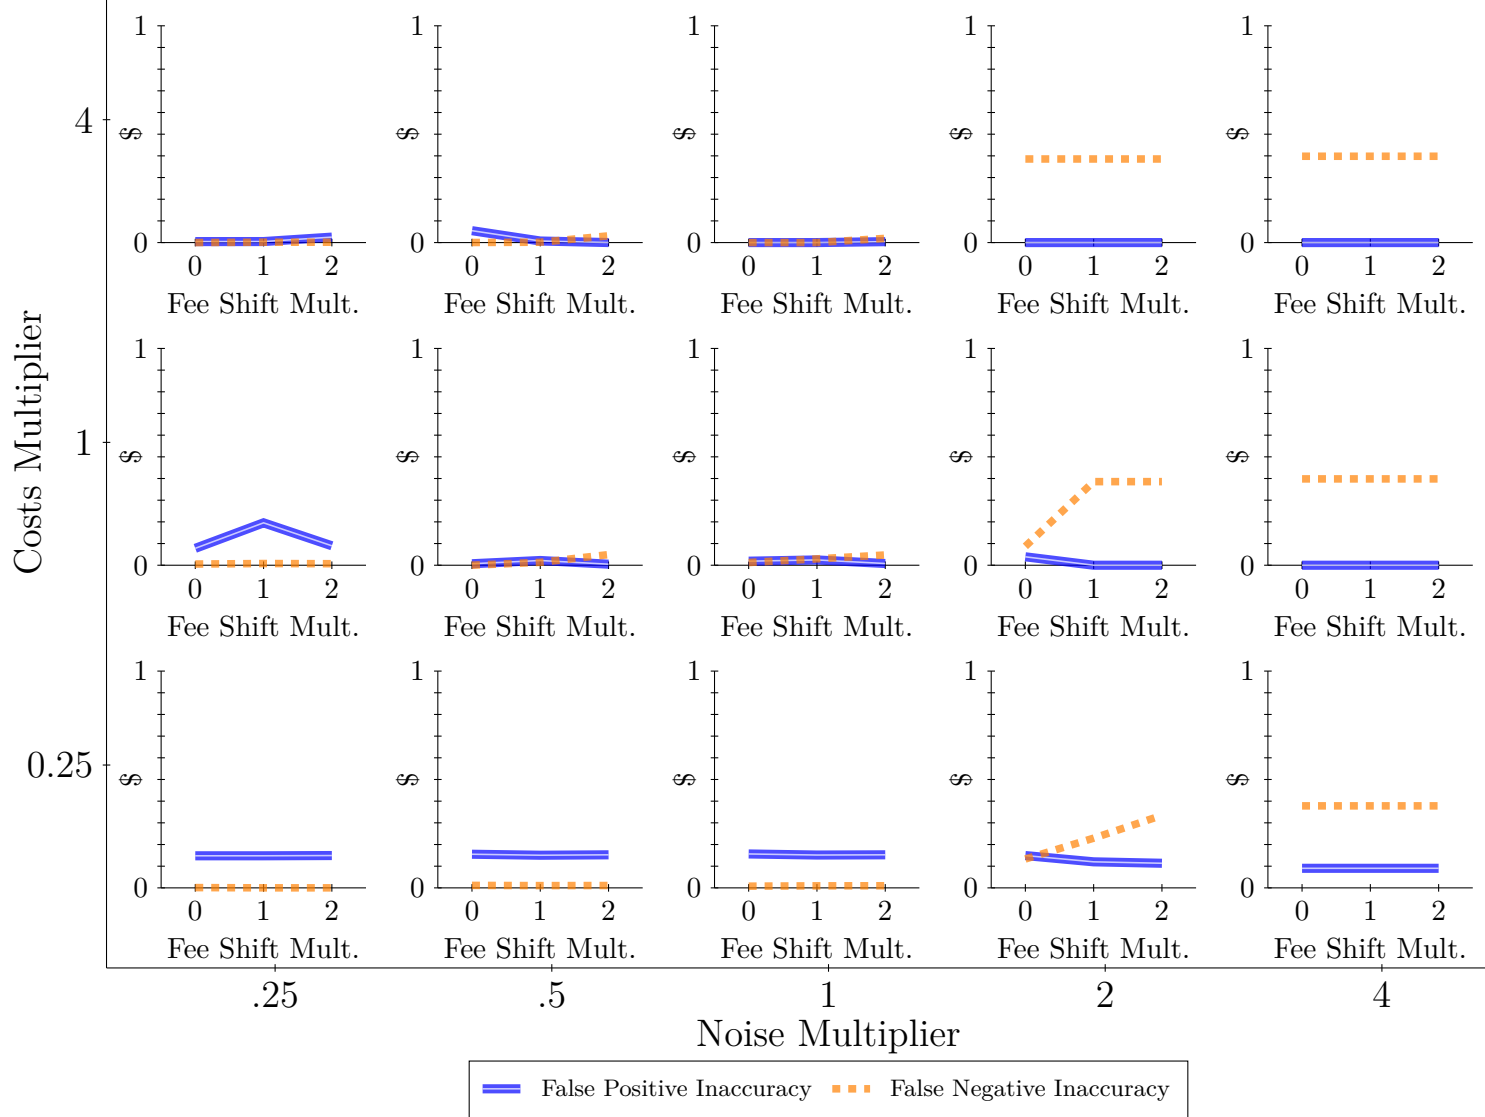 Costs Multiplier
4
1
0.25
1
$
0
0 1 2
Fee Shift Mult.
1
$
0
0 1 2
Fee Shift Mult.
1
$
0
0 1 2
Fee Shift Mult.
1
$
0
0 1 2
Fee Shift Mult.
1
$
0
0 1 2
Fee Shift Mult.
1
$
0
0 1 2
Fee Shift Mult.
1
$
0
0 1 2
Fee Shift Mult.
1
$
0
0 1 2
Fee Shift Mult.
1
$
0
0 1 2
Fee Shift Mult.
1
$
0
0 1 2
Fee Shift Mult.
1
$
0
0 1 2
Fee Shift Mult.
1
$
0
0 1 2
Fee Shift Mult.
1
$
0
0 1 2
Fee Shift Mult.
1
$
0
0 1 2
Fee Shift Mult.
1
$
0
0 1 2
Fee Shift Mult.
.25 .5 1 2 4
Noise Multiplier
False Positive Inaccuracy False Negative Inaccuracy